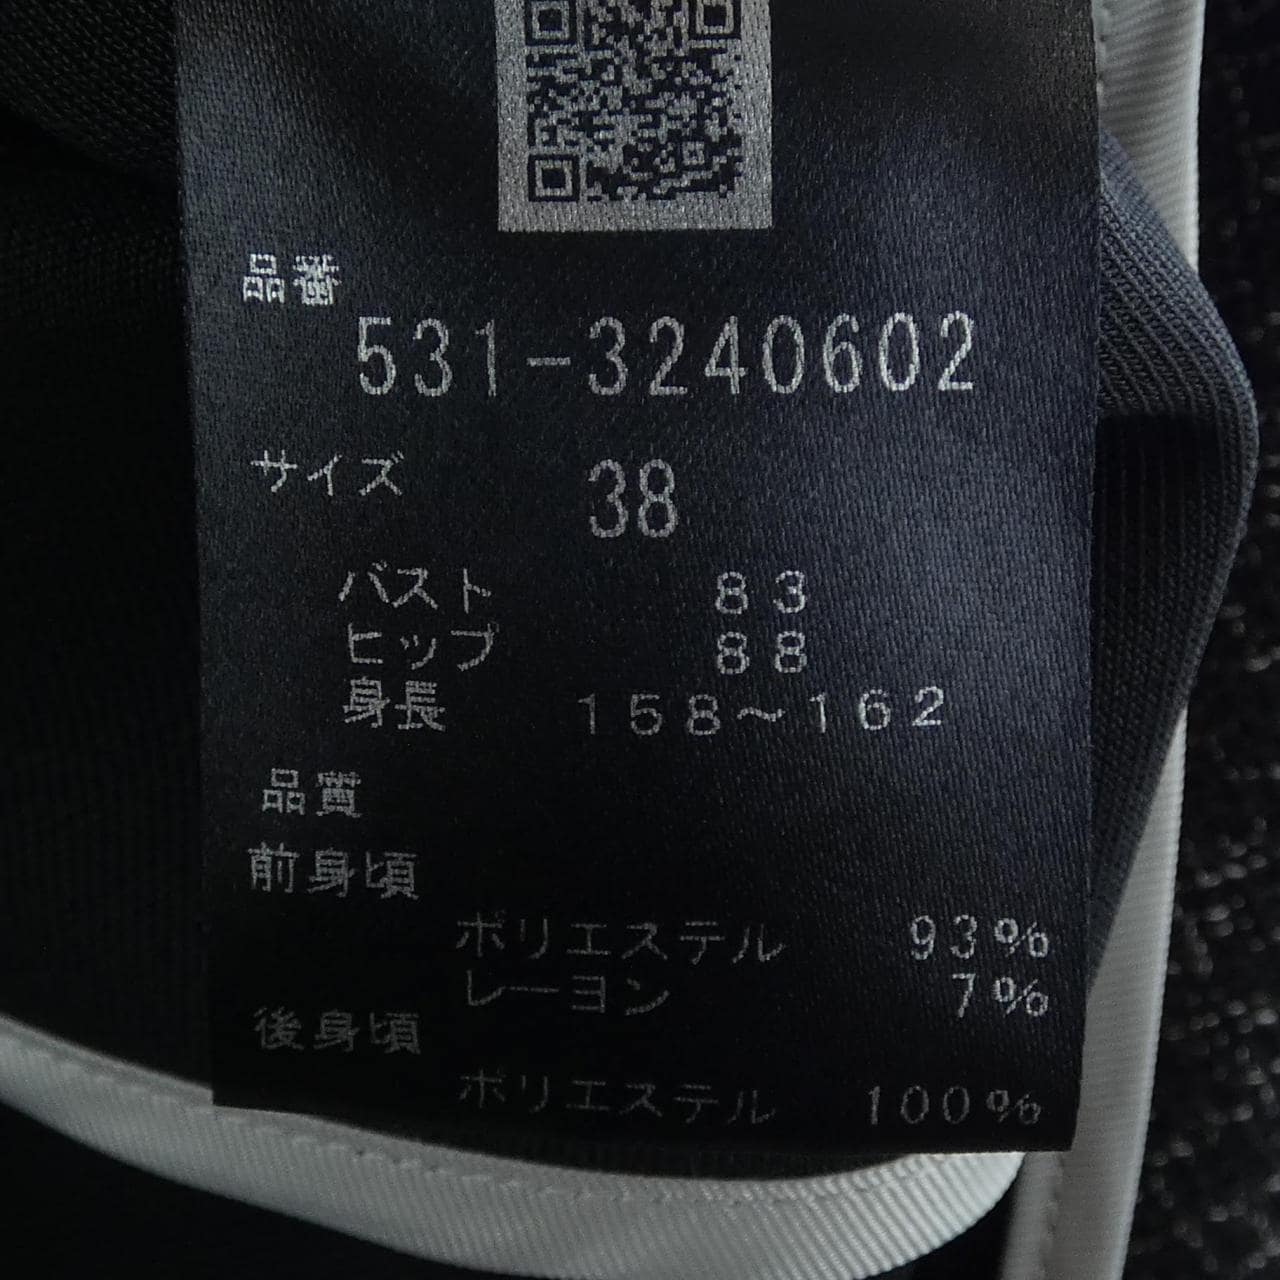 品番
531-3240602
サイズ 38
バスト 83
ヒップ 88
身長 158〜162
品質
前身頃
ポリエステル 93%
レーヨン 7%
後身頃
ポリエステル 100%